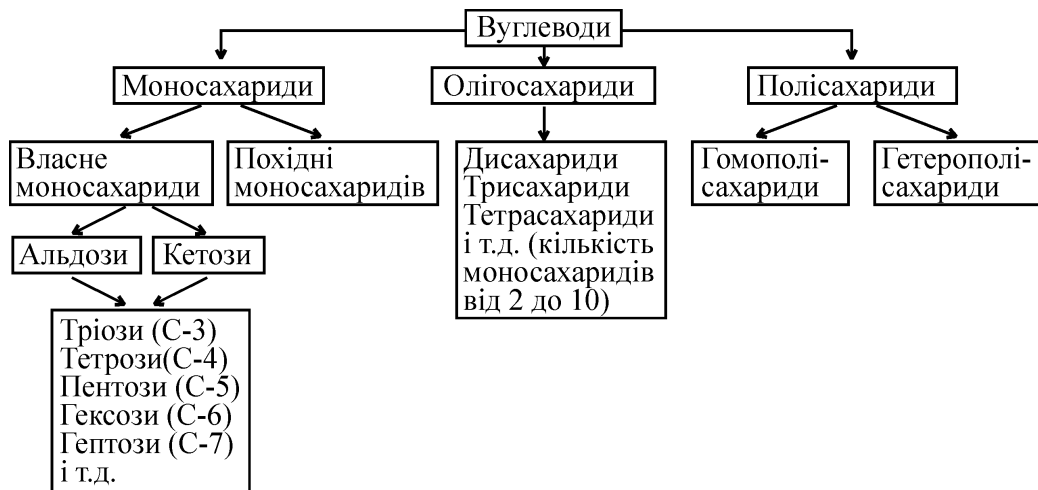 Вуглеводи
Моносахариди
Олігосахариди
Полісахариди
Власне
моносахариди
Похідні
моносахаридів
Дисахариди
Трисахариди
Тетрасахариди
і т.д. (кількість
моносахаридів
від 2 до 10)
Гомополі-
сахариди
Гетерополі-
сахариди
Альдози
Кетози
Тріози (С-3)
Тетрози(С-4)
Пентози (С-5)
Гексози (С-6)
Гептози (С-7)
і т.д.